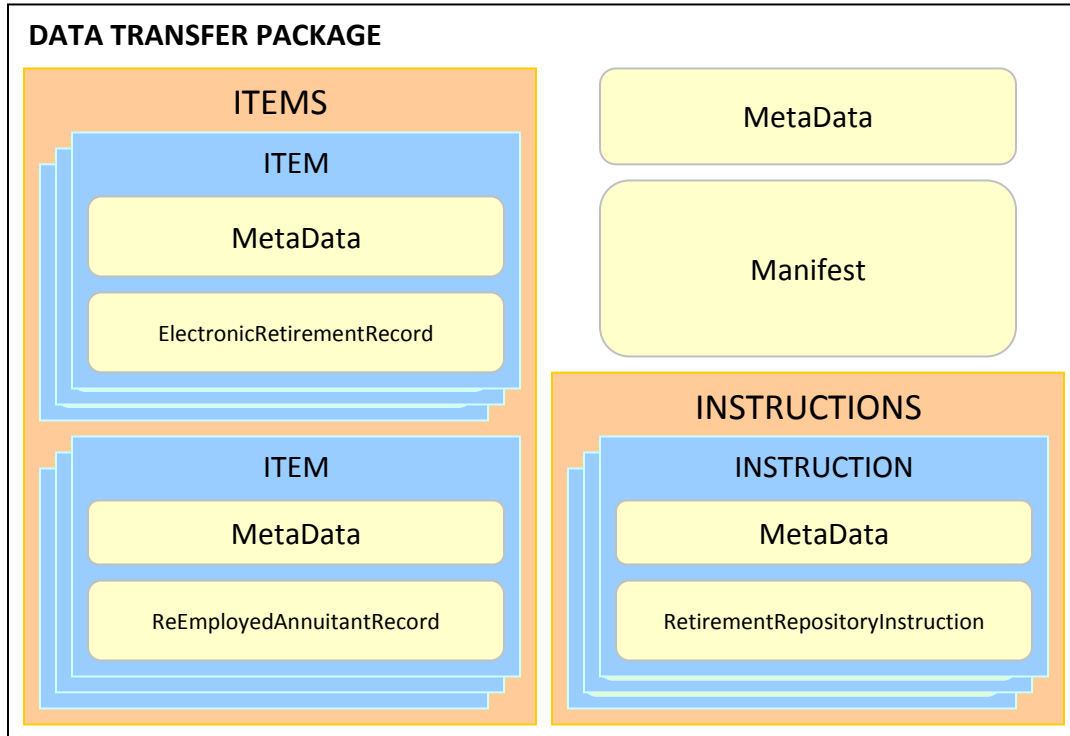 DATA TRANSFER PACKAGE
ITEMS
ITEM
MetaData
ElectronicRetirementRecord
ITEM
MetaData
ReEmployedAnnuitantRecord
MetaData
Manifest
INSTRUCTIONS
INSTRUCTION
MetaData
RetirementRepositoryInstruction